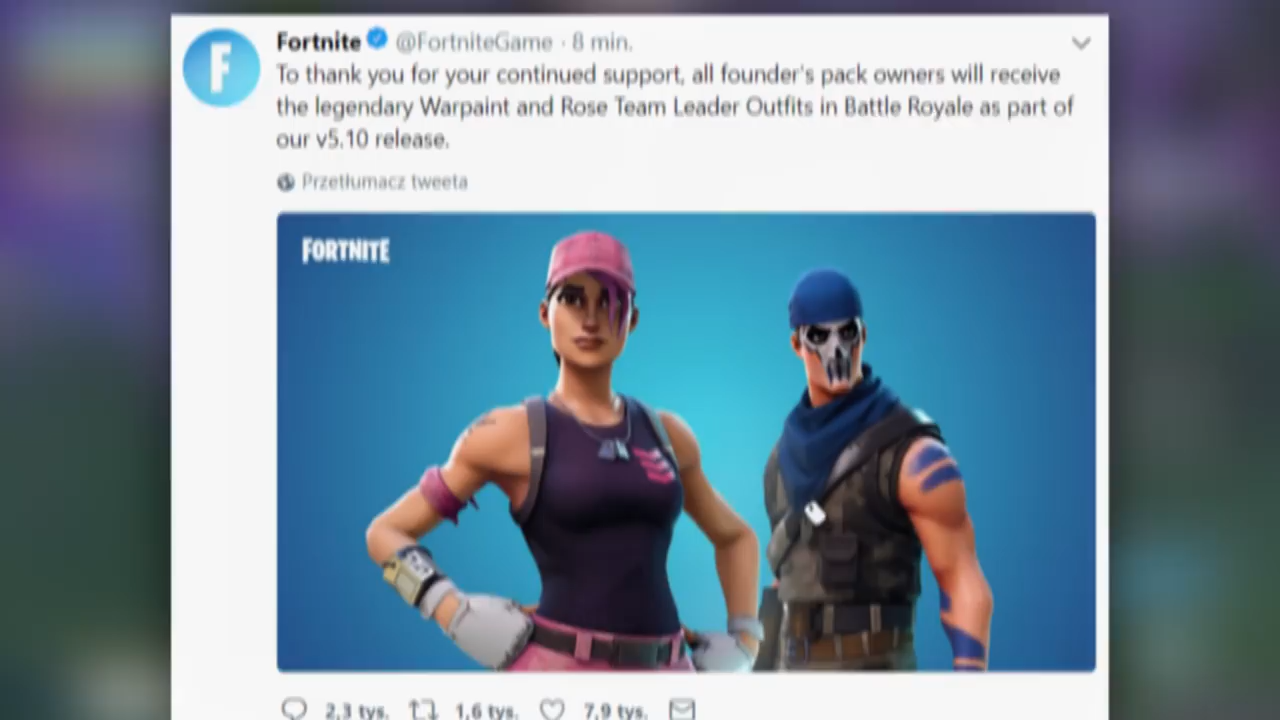 F
Fortnite @FortniteGame · 8 min.
To thank you for your continued support, all founder's pack owners will receive
the legendary Warpaint and Rose Team Leader Outfits in Battle Royale as part of
our v5.10 release.
Przetłumacz tweeta
FORTNITE
2,3 tys. 1,6 tys. 7,9 tys.